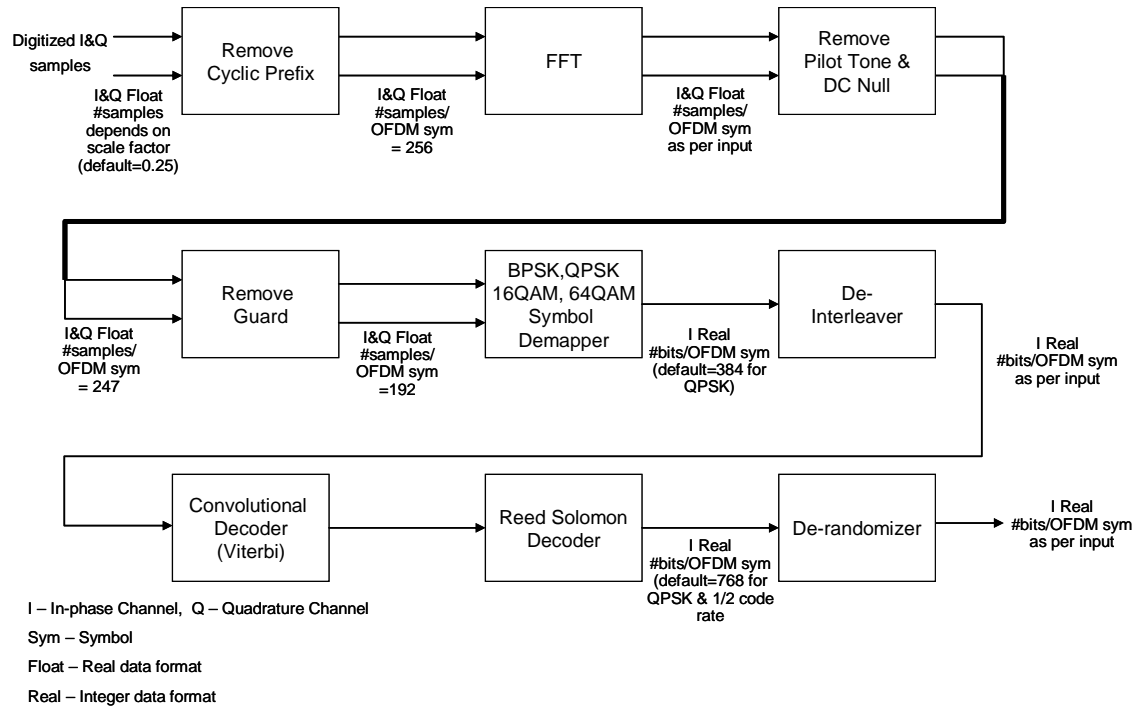 Digitized I&Q
samples
Remove
Cyclic Prefix
FFT
Remove
Pilot Tone &
DC Null
I&Q Float
#samples
depends on
scale factor
(default=0.25)
I&Q Float
#samples/
OFDM sym
= 256
I&Q Float
#samples/
OFDM sym
as per input
Remove
Guard
BPSK,QPSK
16QAM, 64QAM
Symbol
Demapper
De-
Interleaver
I&Q Float
#samples/
OFDM sym
= 247
I&Q Float
#samples/
OFDM sym
=192
I Real
#bits/OFDM sym
(default=384 for
QPSK)
I Real
#bits/OFDM sym
as per input
Convolutional
Decoder
(Viterbi)
Reed Solomon
Decoder
De-randomizer
I Real
#bits/OFDM sym
as per input
I Real
#bits/OFDM sym
(default=768 for
QPSK & 1/2 code
rate
I – In-phase Channel, Q – Quadrature Channel
Sym – Symbol
Float – Real data format
Real – Integer data format